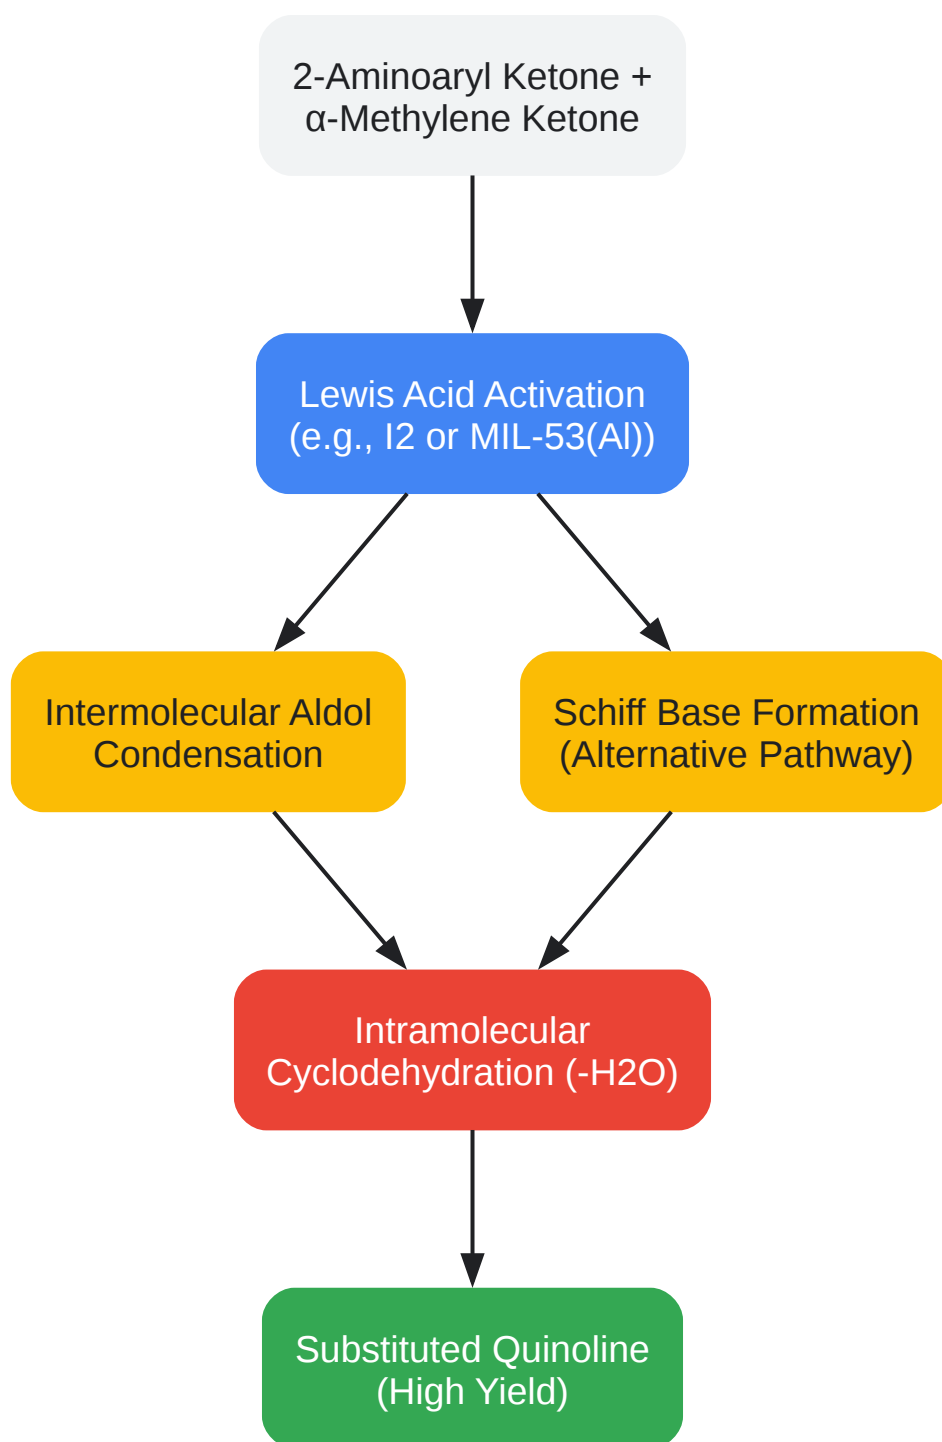 2-Aminoaryl Ketone +
α-Methylene Ketone
Lewis Acid Activation
(e.g., I2 or MIL-53(Al))
Intermolecular Aldol
Condensation
Schiff Base Formation
(Alternative Pathway)
Intramolecular
Cyclodehydration (-H2O)
Substituted Quinoline
(High Yield)